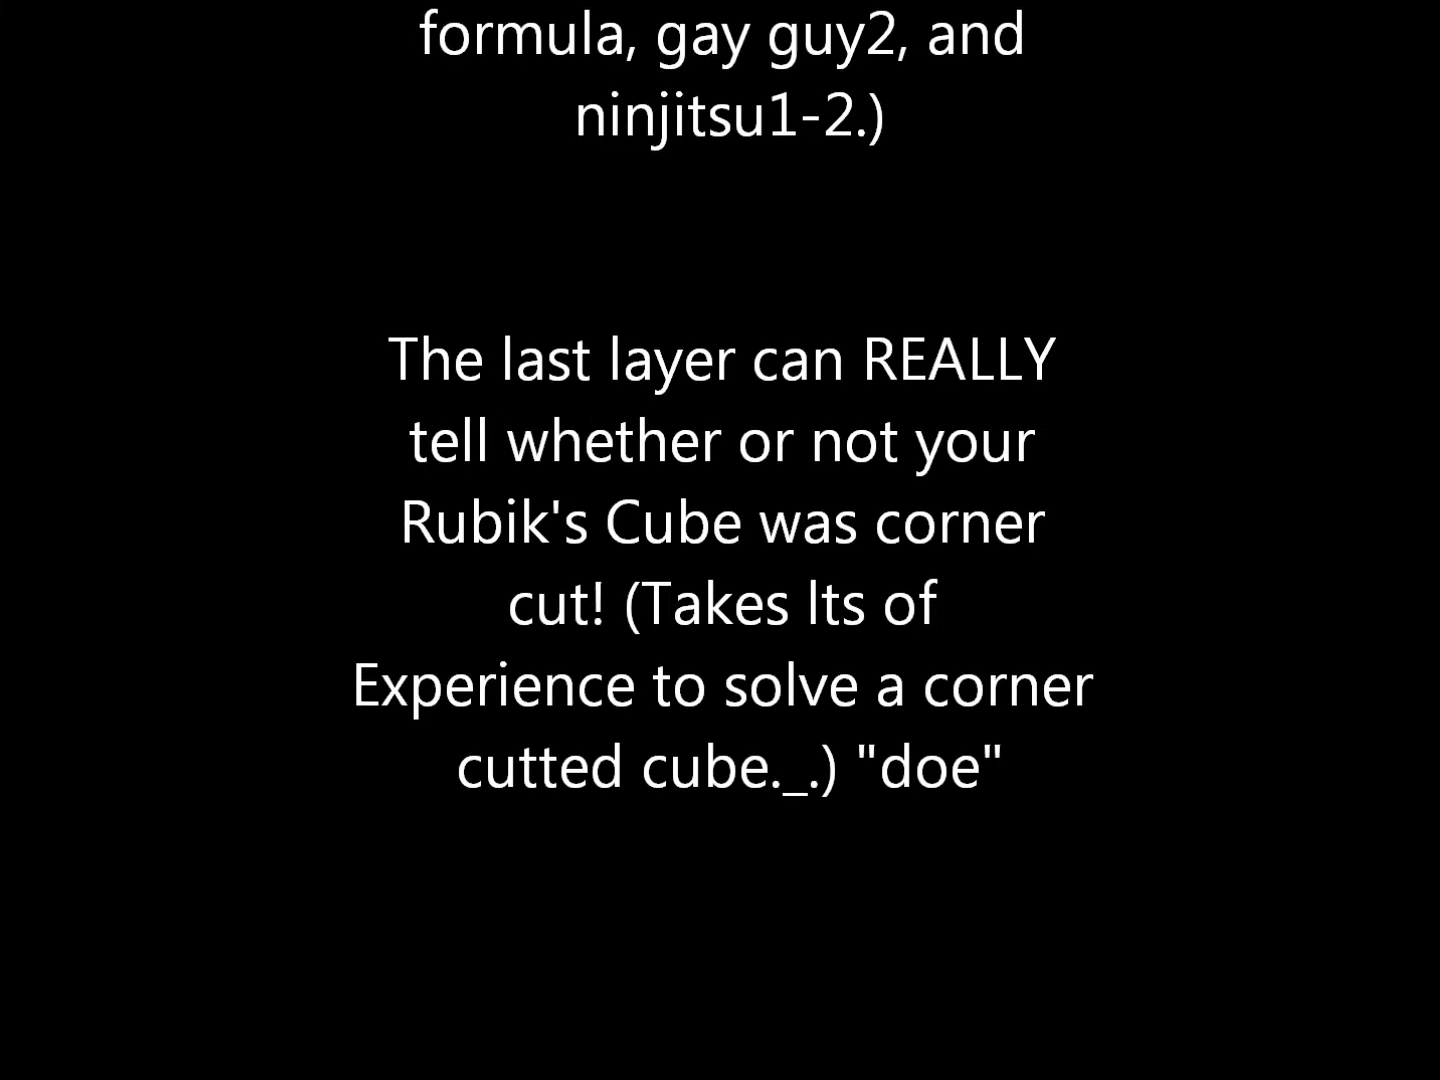 formula, gay guy2, and
ninjitsu1-2.)
The last layer can REALLY
tell whether or not your
Rubik's Cube was corner
cut! (Takes lts of
Experience to solve a corner
cutted cube._.) "doe"